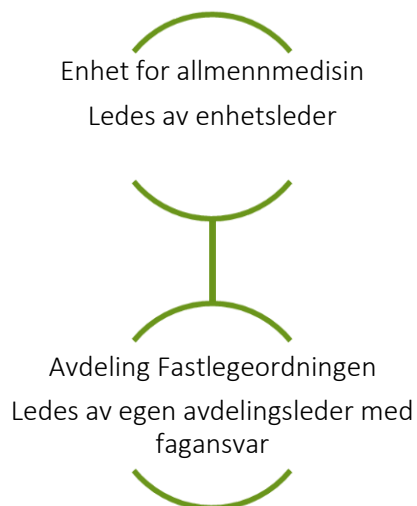 Enhet for allmennmedisin
Ledes av enhetsleder
Avdeling Fastlegeordningen
Ledes av egen avdelingsleder med
fagansvar